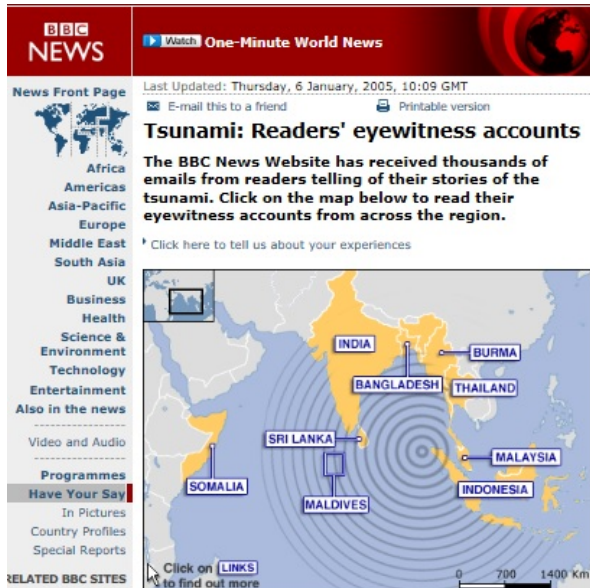 BBC
NEWS
Watch One-Minute World News
News Front Page
Africa
Americas
Asia-Pacific
Europe
Middle East
South Asia
UK
Business
Health
Science &
Environment
Technology
Entertainment
Also in the news
Video and Audio
Programmes
Have Your Say
In Pictures
Country Profiles
Special Reports
RELATED BBC SITES
Last Updated: Thursday, 6 January, 2005, 10:09 GMT
E-mail this to a friend
Printable version
Tsunami: Readers' eyewitness accounts
The BBC News Website has received thousands of
emails from readers telling of their stories of the
tsunami. Click on the map below to read their
eyewitness accounts from across the region.
Click here to tell us about your experiences
INDIA
BURMA
BANGLADESH
THAILAND
SRI LANKA
MALAYSIA
SOMALIA
MALDIVES
INDONESIA
Click on LINKS
to find out more
0 700 1400 Km